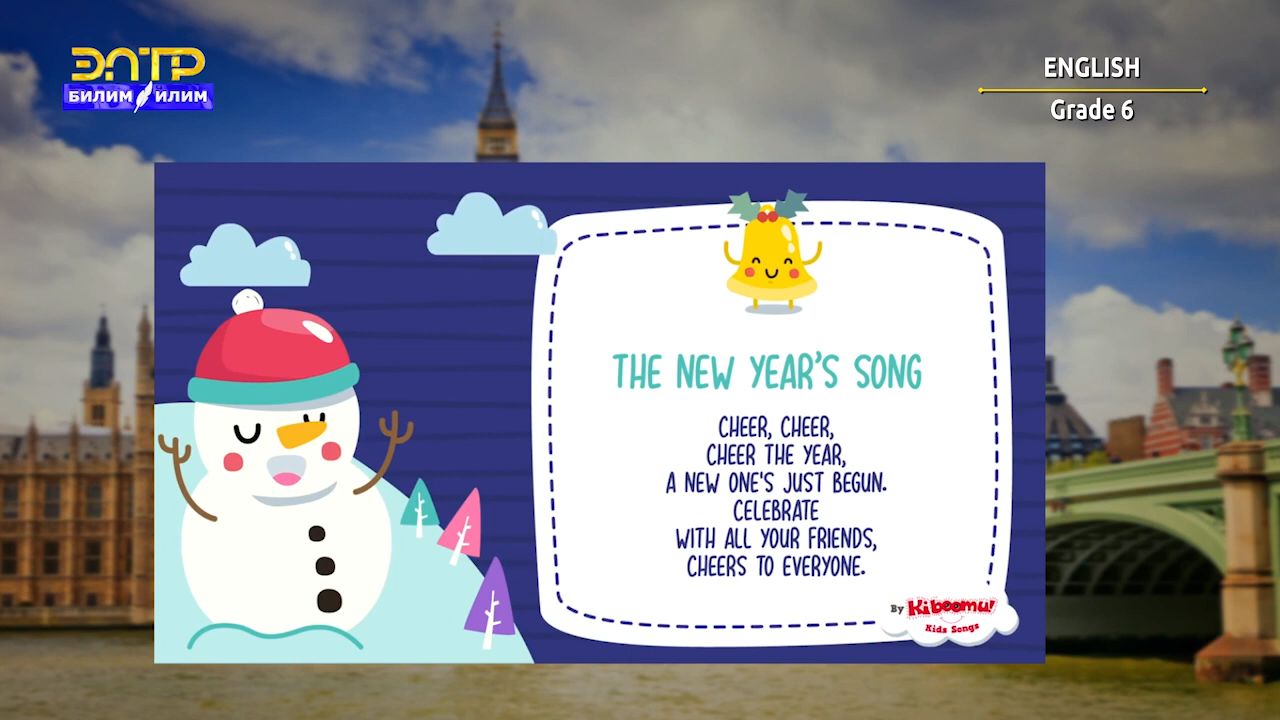 ЭЛТР
БИЛИМ ИЛИМ
ENGLISH
Grade 6
THE NEW YEAR'S SONG
CHEER, CHEER,
CHEER THE YEAR,
A NEW ONE'S JUST BEGUN.
CELEBRATE
WITH ALL YOUR FRIENDS,
CHEERS TO EVERYONE.
By Kiboomu!
Kids Songs